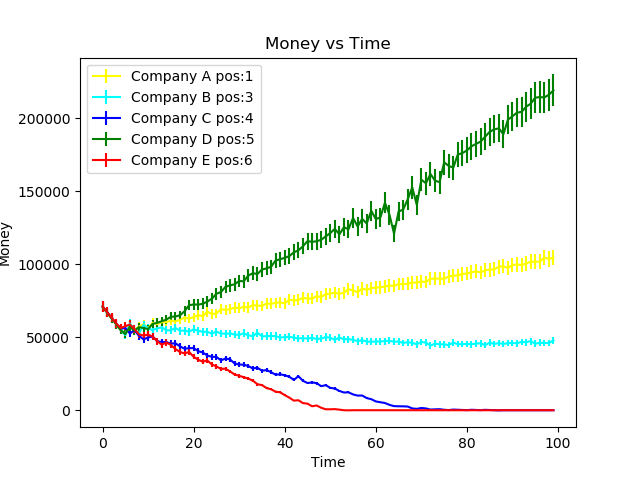 Money vs Time
Company A pos:1
Company B pos:3
Company C pos:4
Company D pos:5
Company E pos:6
200000
150000
100000
50000
0
Money
0 20 40 60 80 100
Time